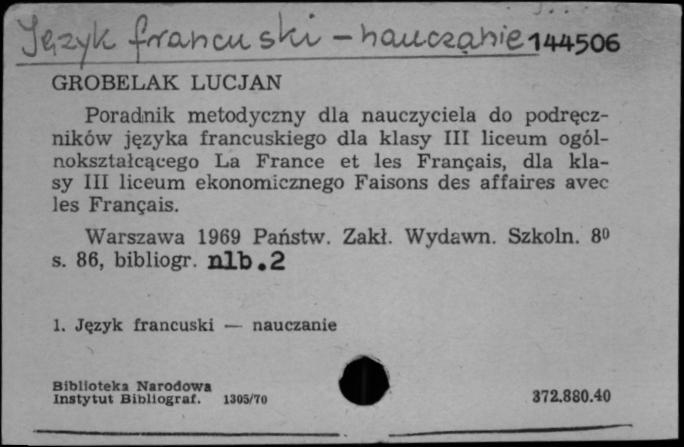 Język francuski – nauczanie 144506
GROBELAK LUCJAN
Poradnik metodyczny dla nauczyciela do podręcz-
ników języka francuskiego dla klasy III liceum ogól-
nokształcącego La France et les Français, dla kla-
sy III liceum ekonomicznego Faisons des affaires avec
les Français.
Warszawa 1969 Państw. Zakł. Wydawn. Szkoln. 8⁰
s. 86, bibliogr. nlb.2
1. Język francuski — nauczanie
Biblioteka Narodowa
Instytut Bibliograf. 1305/70
372.880.40